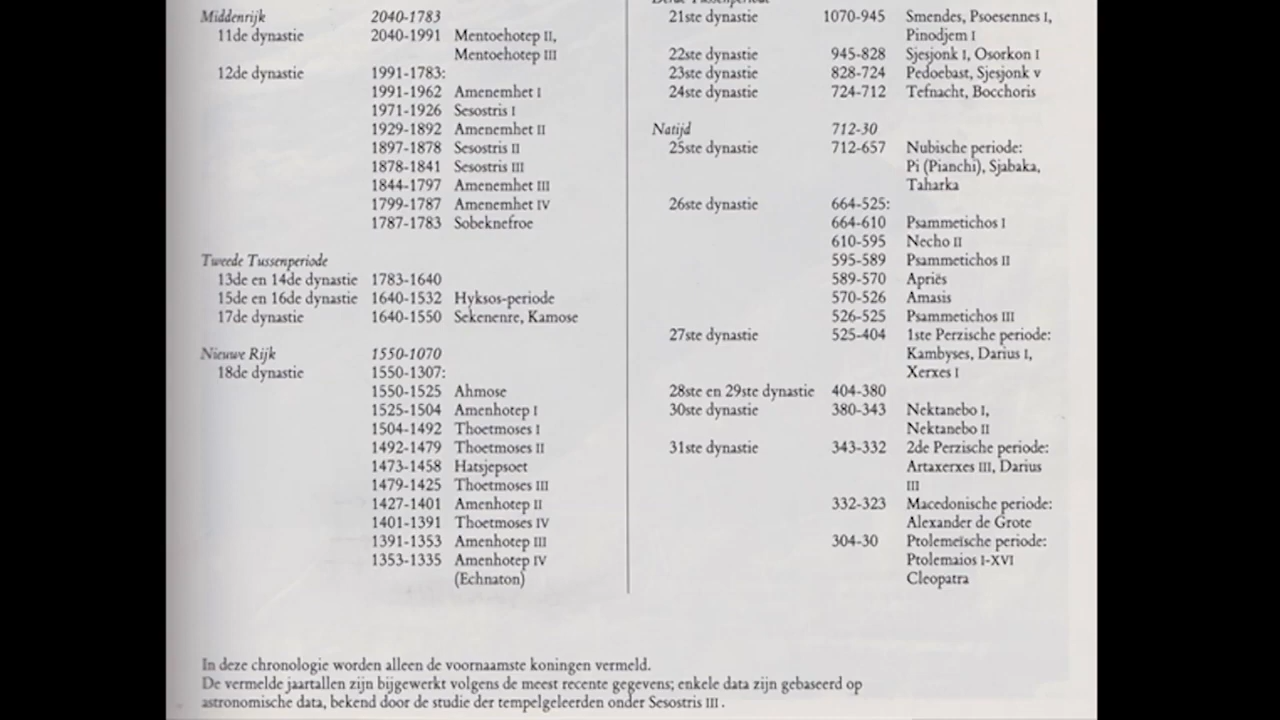 Middenrijk 2040-1783
11de dynastie 2040-1991 Mentoehotep II,
Mentoehotep III
12de dynastie 1991-1783:
1991-1962 Amenemhet I
1971-1926 Sesostris I
1929-1892 Amenemhet II
1897-1878 Sesostris II
1878-1841 Sesostris III
1844-1797 Amenemhet III
1799-1787 Amenemhet IV
1787-1783 Sobeknefroe
Tweede Tussenperiode
13de en 14de dynastie 1783-1640
15de en 16de dynastie 1640-1532 Hyksos-periode
17de dynastie 1640-1550 Sekenenre, Kamose
Nieuwe Rijk 1550-1070
18de dynastie 1550-1307:
1550-1525 Ahmose
1525-1504 Amenhotep I
1504-1492 Thoetmoses I
1492-1479 Thoetmoses II
1473-1458 Hatsjepsoet
1479-1425 Thoetmoses III
1427-1401 Amenhotep II
1401-1391 Thoetmoses IV
1391-1353 Amenhotep III
1353-1335 Amenhotep IV
(Echnaton)
Derde Tussenperiode
21ste dynastie 1070-945 Smendes, Psoesennes I,
Pinodjem I
22ste dynastie 945-828 Sjesjonk I, Osorkon I
23ste dynastie 828-724 Pedoebast, Sjesjonk V
24ste dynastie 724-712 Tefnacht, Bocchoris
Natijd 712-30
25ste dynastie 712-657 Nubische periode:
Pi (Pianchi), Sjabaka,
Taharka
26ste dynastie 664-525:
664-610 Psammetichos I
610-595 Necho II
595-589 Psammetichos II
589-570 Apriës
570-526 Amasis
526-525 Psammetichos III
27ste dynastie 525-404 1ste Perzische periode:
Kambyses, Darius I,
Xerxes I
28ste en 29ste dynastie 404-380
30ste dynastie 380-343 Nektanebo I,
Nektanebo II
31ste dynastie 343-332 2de Perzische periode:
Artaxerxes III, Darius
III
332-323 Macedonische periode:
Alexander de Grote
304-30 Ptolemeïsche periode:
Ptolemaios I-XVI
Cleopatra
In deze chronologie worden alleen de voornaamste koningen vermeld.
De vermelde jaartallen zijn bijgewerkt volgens de meest recente gegevens; enkele data zijn gebaseerd op
astronomische data, bekend door de studie der tempelgeleerden onder Sesostris III.